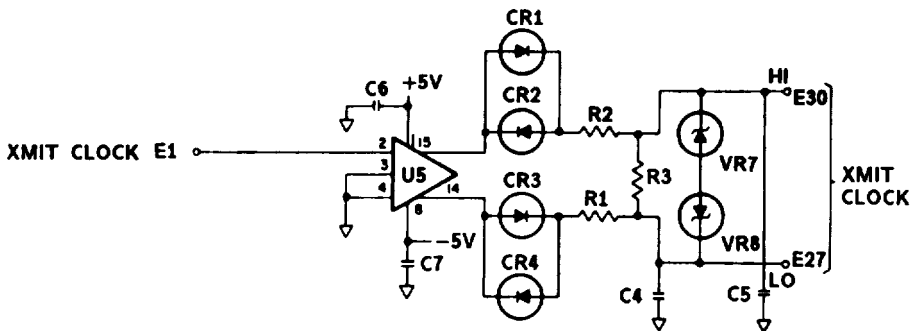 CR1
C6
+5V
CR2
HI
E30
R2
XMIT CLOCK E1
2
15
3
U5
4
14
8
-5V
C7
CR3
R1
R3
VR7
XMIT
CLOCK
CR4
VR8
E27
LO
C4
C5